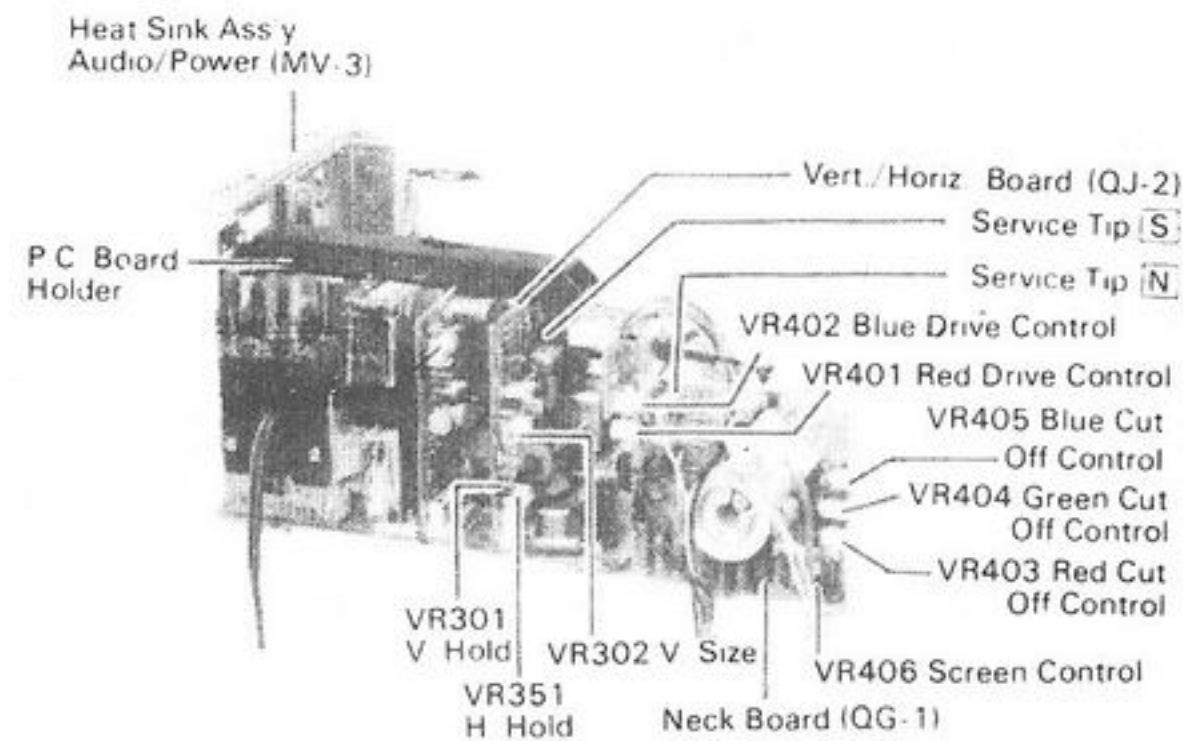 Heat Sink Ass'y
Audio/Power (MV-3)
Vert./Horiz. Board (QJ-2)
Service Tip S
P C Board
Holder
Service Tip N
VR402 Blue Drive Control
VR401 Red Drive Control
VR405 Blue Cut
Off Control
VR404 Green Cut
Off Control
VR403 Red Cut
Off Control
VR301
V Hold
VR302 V Size
VR406 Screen Control
VR351
H Hold
Neck Board (QG-1)